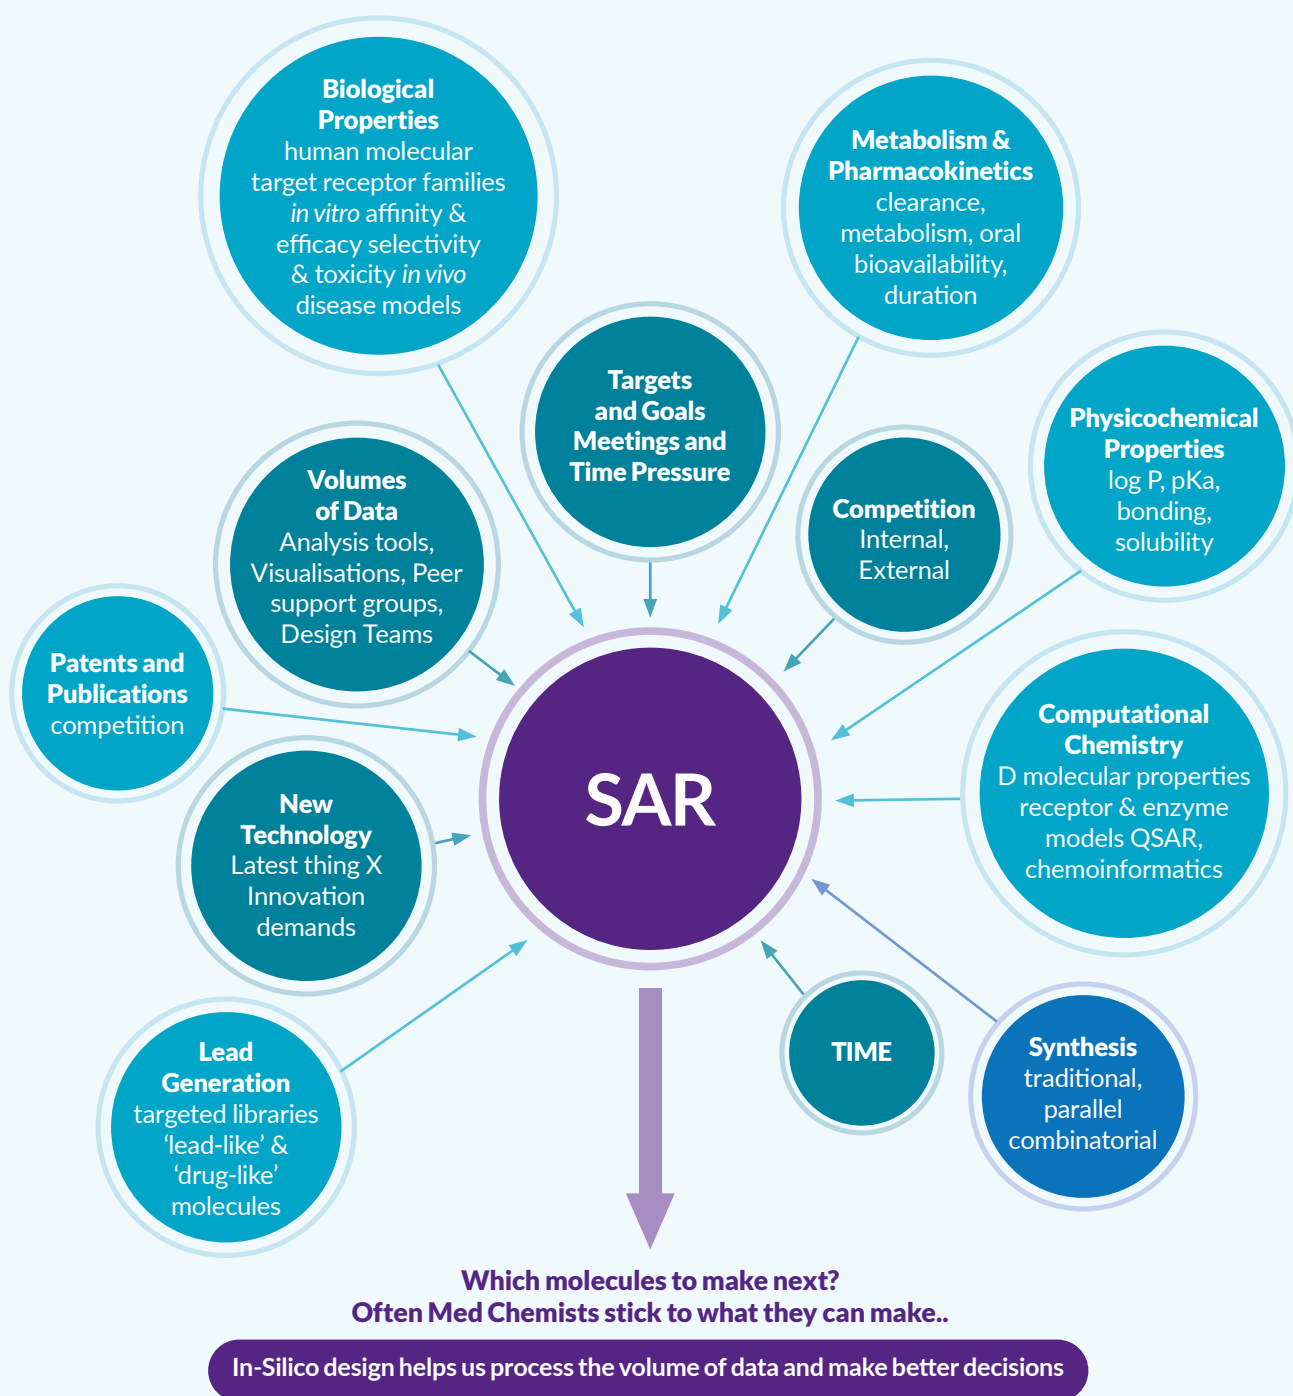 Biological
Properties
human molecular
target receptor families
in vitro affinity &
efficacy selectivity
& toxicity in vivo
disease models
Metabolism &
Pharmacokinetics
clearance,
metabolism, oral
bioavailability,
duration
Targets
and Goals
Meetings and
Time Pressure
Physicochemical
Properties
log P, pKa,
bonding,
solubility
Volumes
of Data
Analysis tools,
Visualisations, Peer
support groups,
Design Teams
Competition
Internal,
External
Patents and
Publications
competition
SAR
Computational
Chemistry
D molecular properties
receptor & enzyme
models QSAR,
chemoinformatics
New
Technology
Latest thing X
Innovation
demands
Lead
Generation
targeted libraries
‘lead-like’ &
‘drug-like’
molecules
TIME
Synthesis
traditional,
parallel
combinatorial
Which molecules to make next?
Often Med Chemists stick to what they can make..
In-Silico design helps us process the volume of data and make better decisions